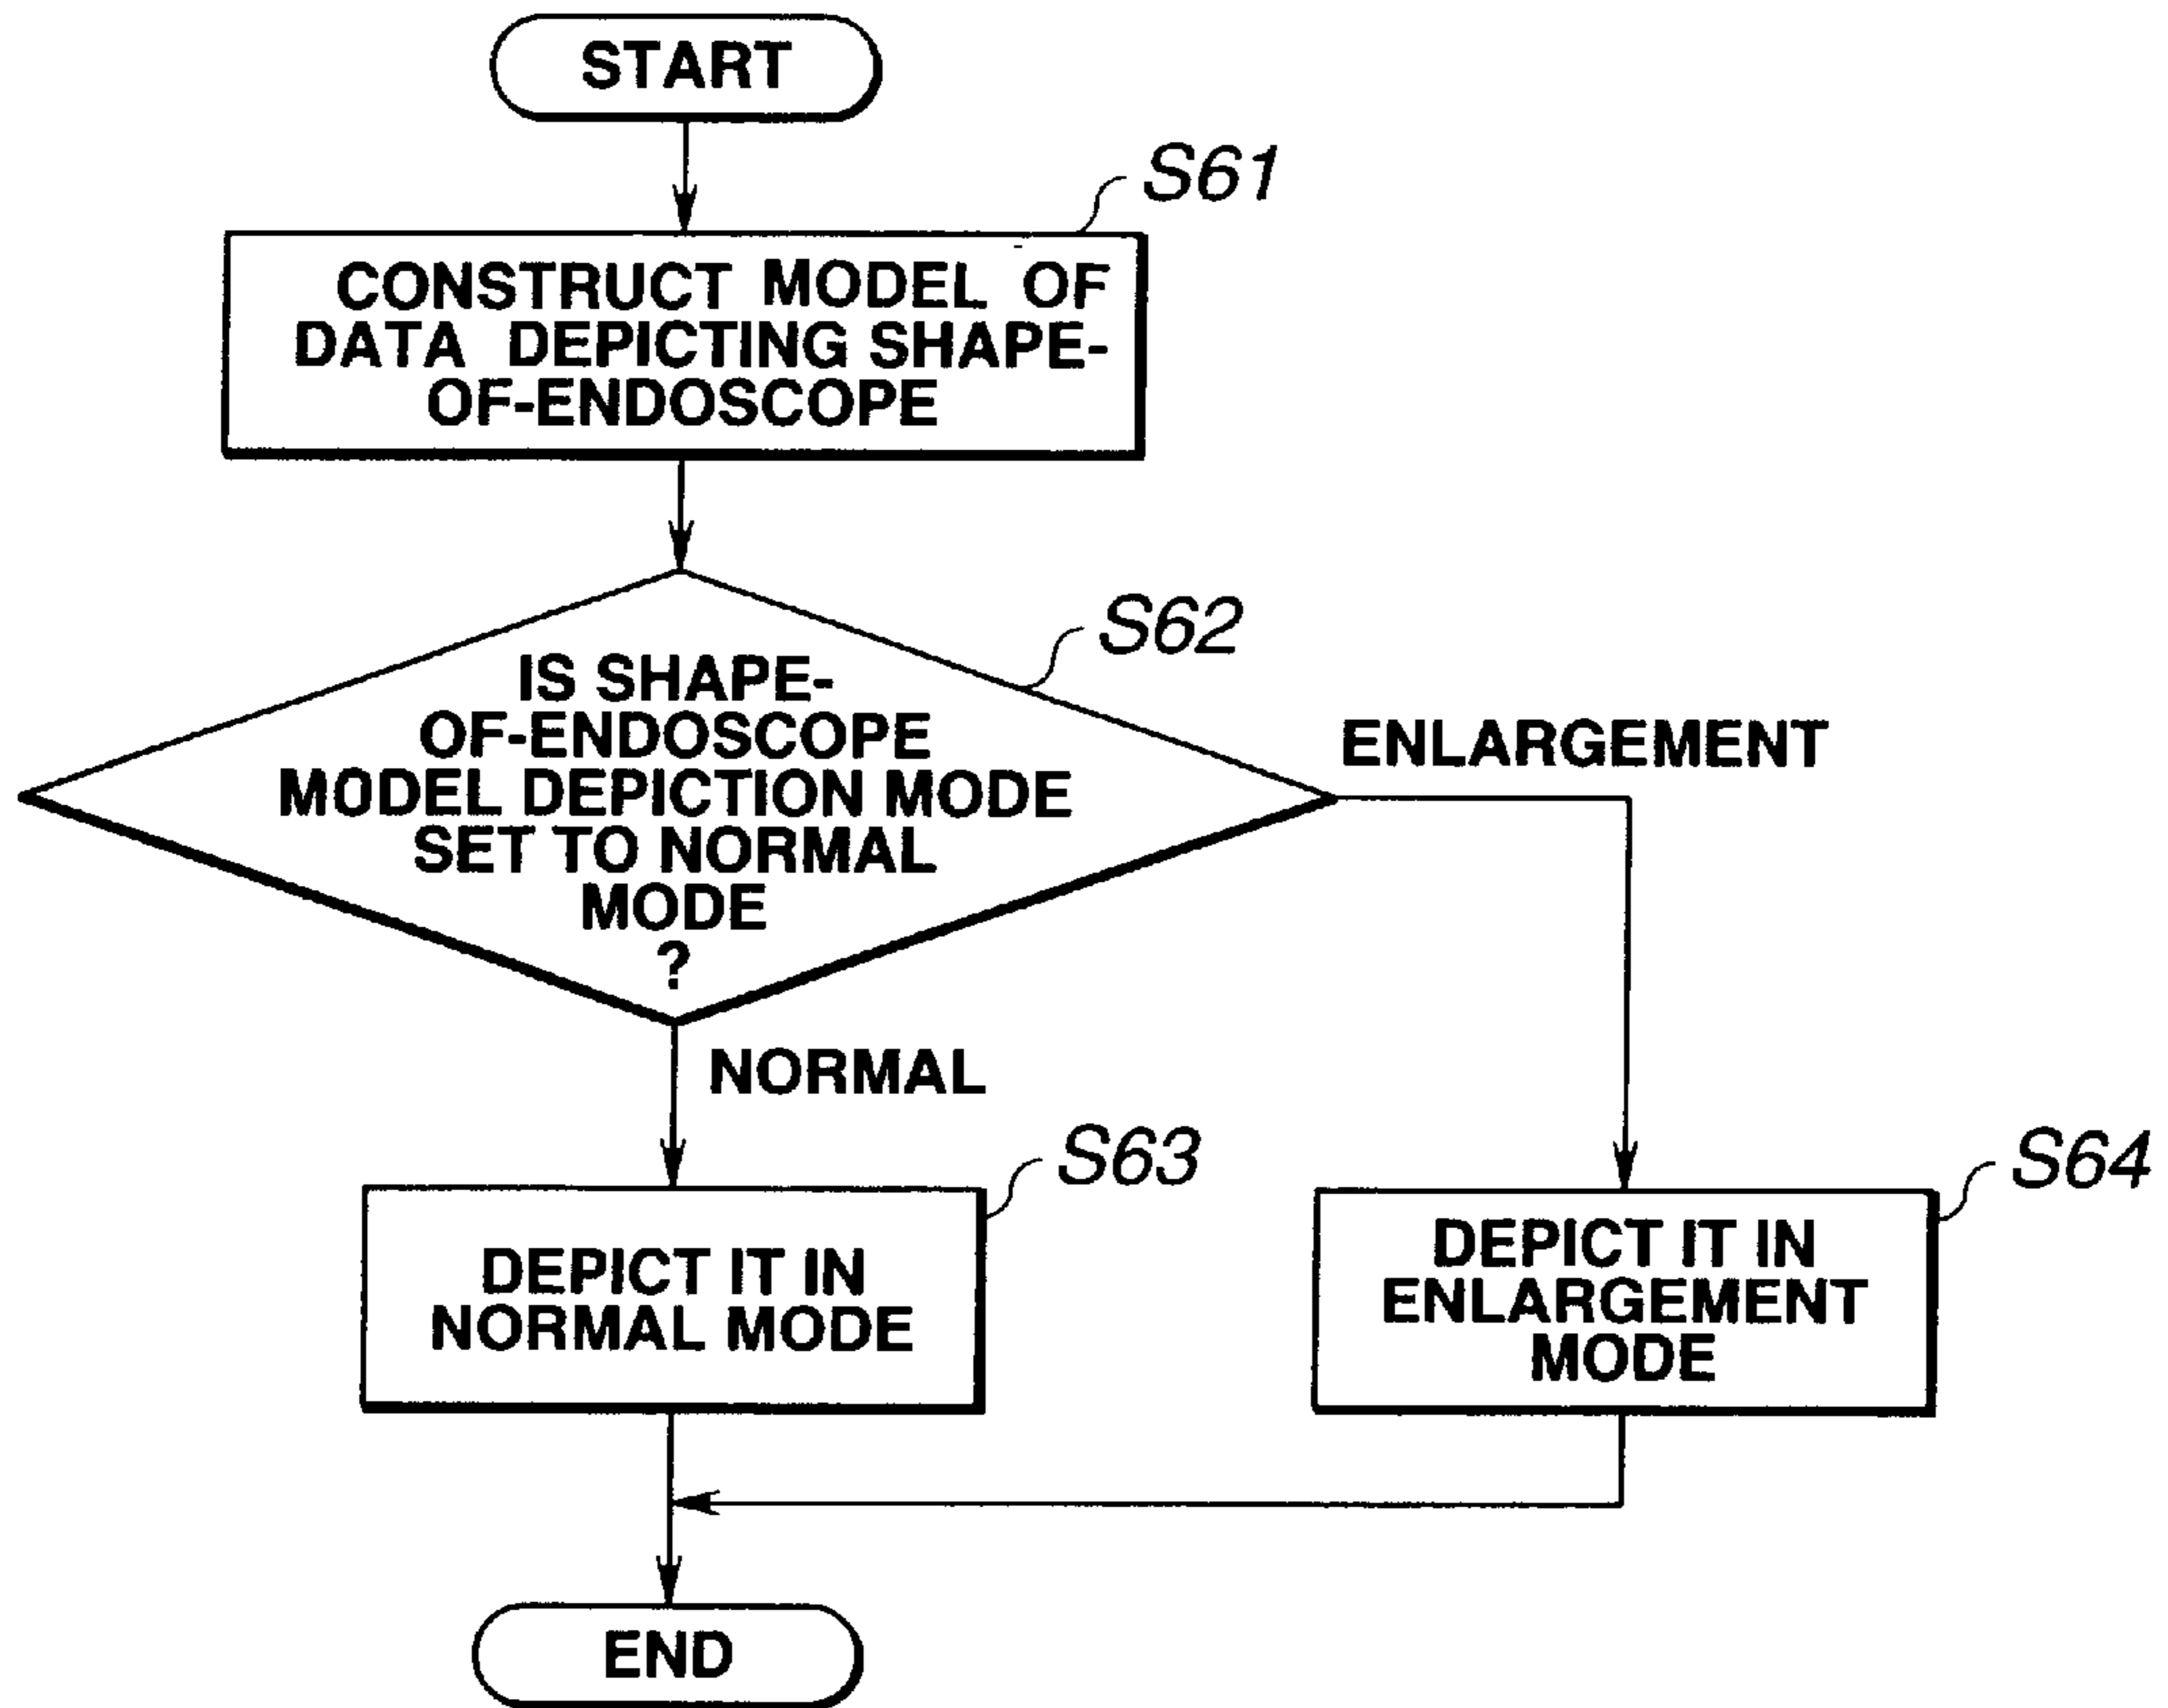 START
S61
CONSTRUCT MODEL OF
DATA DEPICTING SHAPE-
OF-ENDOSCOPE
S62
IS SHAPE-
OF-ENDOSCOPE
MODEL DEPICTION MODE
SET TO NORMAL
MODE
?
ENLARGEMENT
NORMAL
S63
DEPICT IT IN
NORMAL MODE
S64
DEPICT IT IN
ENLARGEMENT
MODE
END